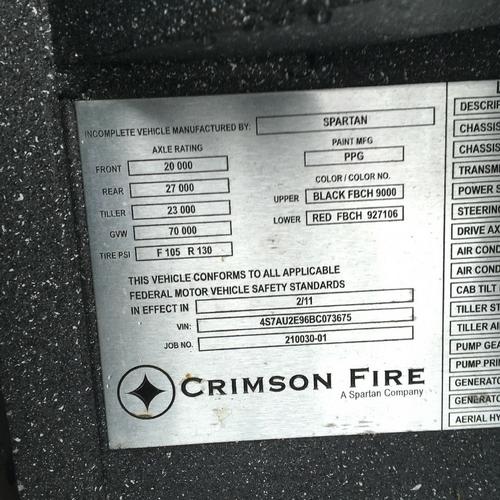 INCOMPLETE VEHICLE MANUFACTURED BY: SPARTAN
AXLE RATING
FRONT 20 000
REAR 27 000
TILLER 23 000
GVW 70 000
TIRE PSI F 105 R 130
PAINT MFG
PPG
COLOR / COLOR NO.
UPPER BLACK FBCH 9000
LOWER RED FBCH 927106
THIS VEHICLE CONFORMS TO ALL APPLICABLE
FEDERAL MOTOR VEHICLE SAFETY STANDARDS
IN EFFECT IN 2/11
VIN: 4S7AU2E96BC073675
JOB NO. 210030-01
CRIMSON FIRE
A Spartan Company
DESCRI
CHASSIS
CHASSIS
TRANSM
POWER S
STEERING
DRIVE AX
AIR COND
AIR COND
CAB TILT
TILLER S
TILLER AI
PUMP GEA
PUMP PRI
GENERATO
GENERATO
AERIAL HY